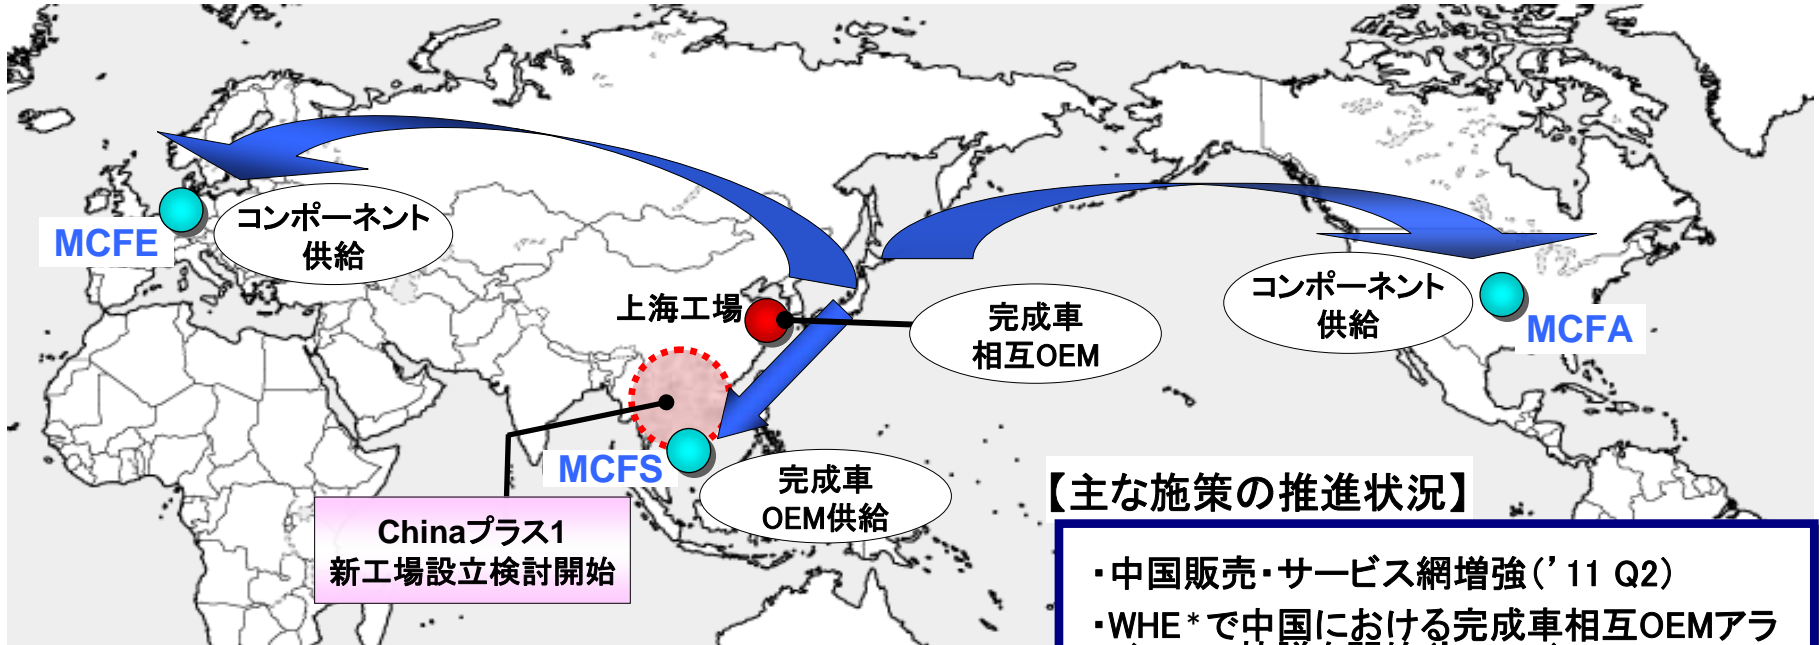 コンポーネント
供給
MCFE
上海工場
完成車
相互OEM
コンポーネント
供給
MCFA
MCFS
完成車
OEM供給
Chinaプラス1
新工場設立検討開始
【主な施策の推進状況】
・中国販売・サービス網増強(’11 Q2)
・WHE*で中国における完成車相互OEMアラ